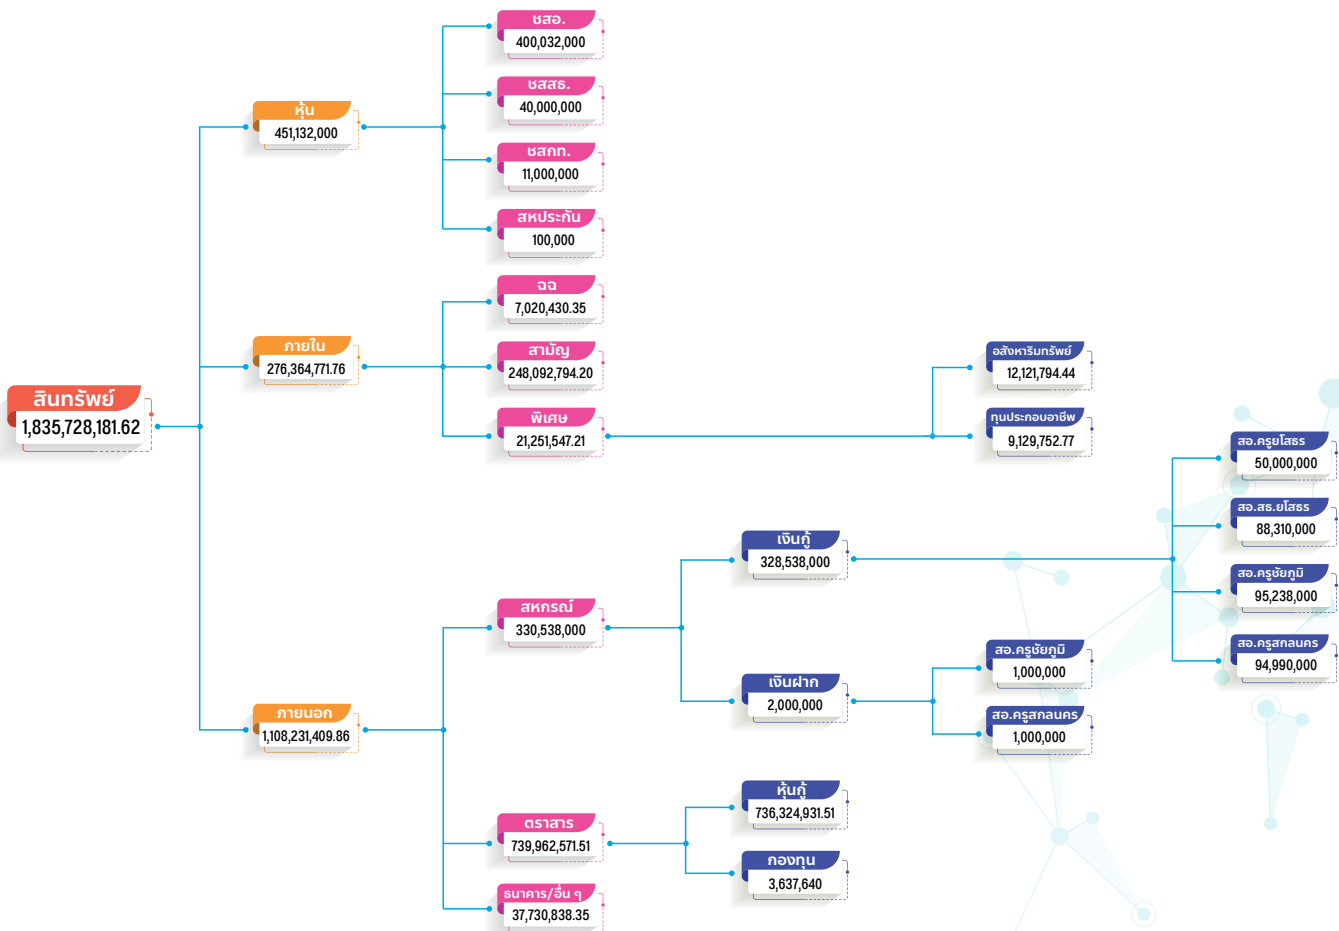 สินทรัพย์
1,835,728,181.62
หุ้น
451,132,000
ชสอ.
400,032,000
ชสสธ.
40,000,000
ชสกท.
11,000,000
สหประกัน
100,000
ภายใน
276,364,771.76
ฉฉ
7,020,430.35
สามัญ
248,092,794.20
พิเศษ
21,251,547.21
อสังหาริมทรัพย์
12,121,794.44
ทุนประกอบอาชีพ
9,129,752.77
ภายนอก
1,108,231,409.86
สหกรณ์
330,538,000
เงินกู้
328,538,000
สอ.ครูยโสธร
50,000,000
สอ.สธ.ยโสธร
88,310,000
สอ.ครูชัยภูมิ
95,238,000
สอ.ครูสกลนคร
94,990,000
เงินฝาก
2,000,000
สอ.ครูชัยภูมิ
1,000,000
สอ.ครูสกลนคร
1,000,000
ตราสาร
739,962,571.51
หุ้นกู้
736,324,931.51
กองทุน
3,637,640
ธนาคาร/อื่น ๆ
37,730,838.35